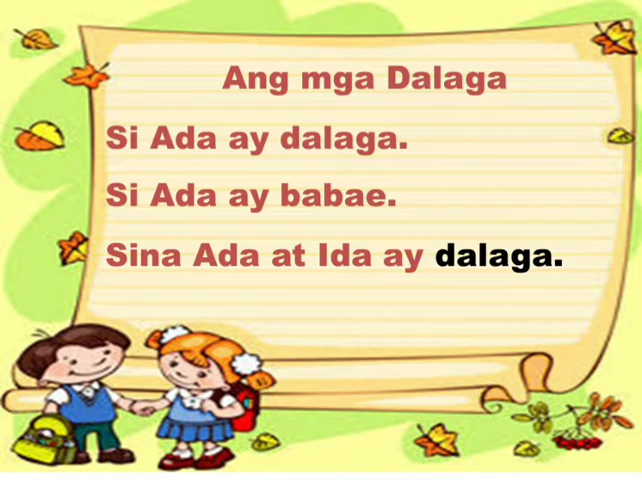 Ang mga Dalaga
Si Ada ay dalaga.
Si Ada ay babae.
Sina Ada at Ida ay dalaga.